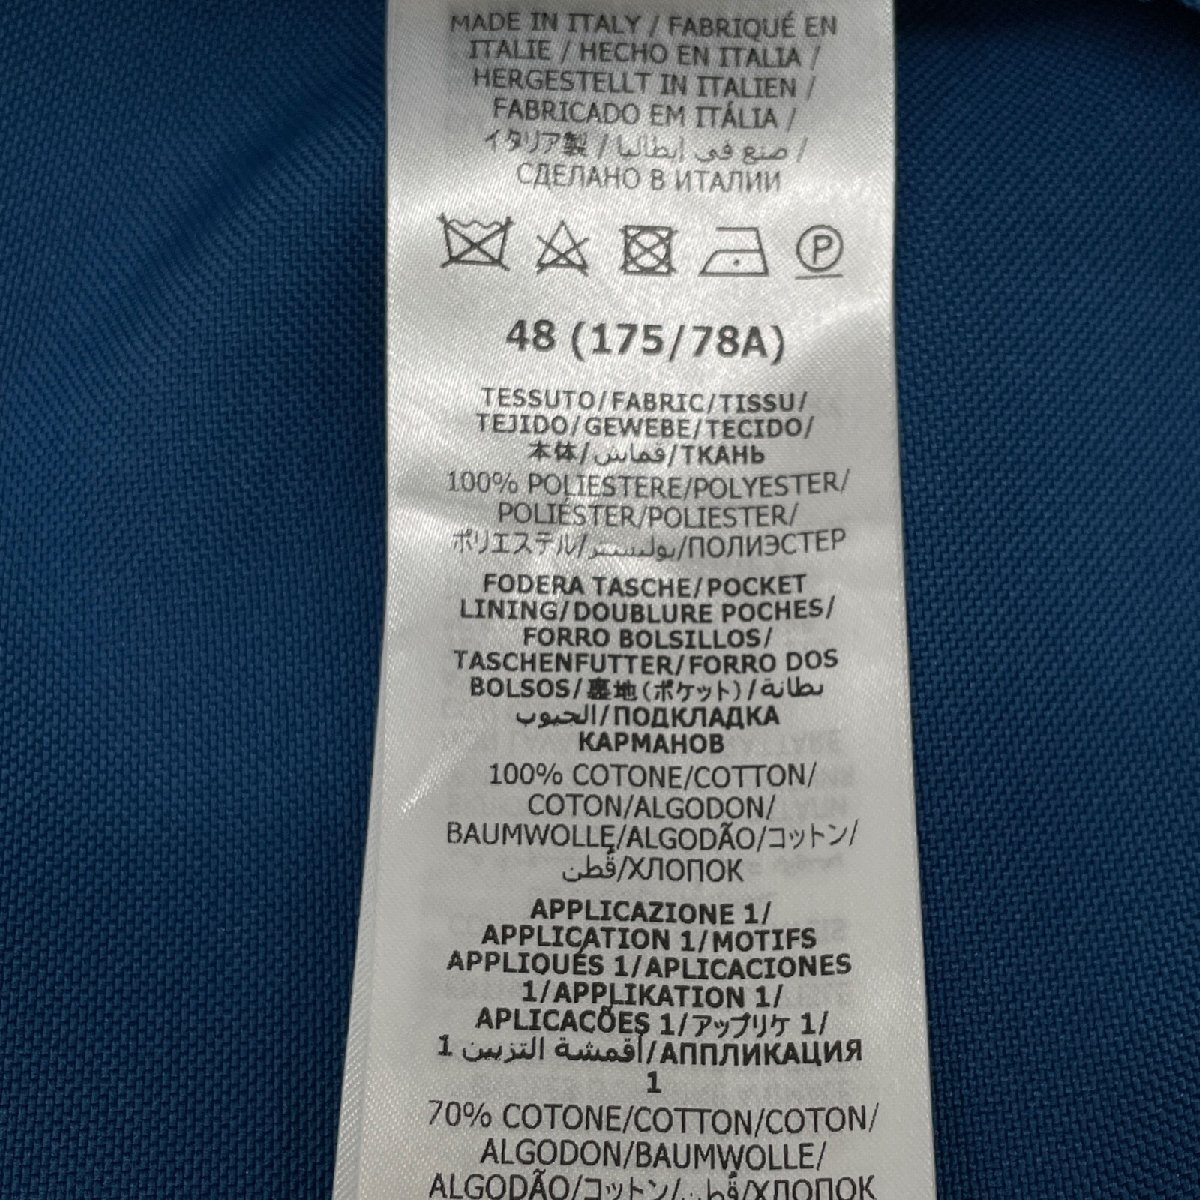 MADE IN ITALY / FABRIQUÉ EN
ITALIE / HECHO EN ITALIA /
HERGESTELLT IN ITALIEN /
FABRICADO EM ITÁLIA /
イタリア製 / صنع في إيطاليا /
СДЕЛАНО В ИТАЛИИ
P
48 (175/78A)
TESSUTO/FABRIC/TISSU/
TEJIDO/GEWEBE/TECIDO/
本体/قماس/ТКАНЬ
100% POLIESTERE/POLYESTER/
POLIÉSTER/POLIESTER/
ポリエステル/بوليستر/ПОЛИЭСТЕР
FODERA TASCHE/POCKET
LINING/DOUBLURE POCHES/
FORRO BOLSILLOS/
TASCHENFUTTER/FORRO DOS
BOLSOS/裏地(ポケット)/بطانة
الجيوب/ПОДКЛАДКА
КАРМАНОВ
100% COTONE/COTTON/
COTON/ALGODON/
BAUMWOLLE/ALGODÃO/コットン/
قُطن/ХЛОПОК
APPLICAZIONE 1/
APPLICATION 1/MOTIFS
APPLIQUÉS 1/APLICACIONES
1/APPLIKATION 1/
APLICACÕES 1/アップリケ 1/
أقمشة التزيين 1/АППЛИКАЦИЯ
1
70% COTONE/COTTON/COTON/
ALGODON/BAUMWOLLE/
ALGODÃO/コットン/قُطن/ХЛОПОК